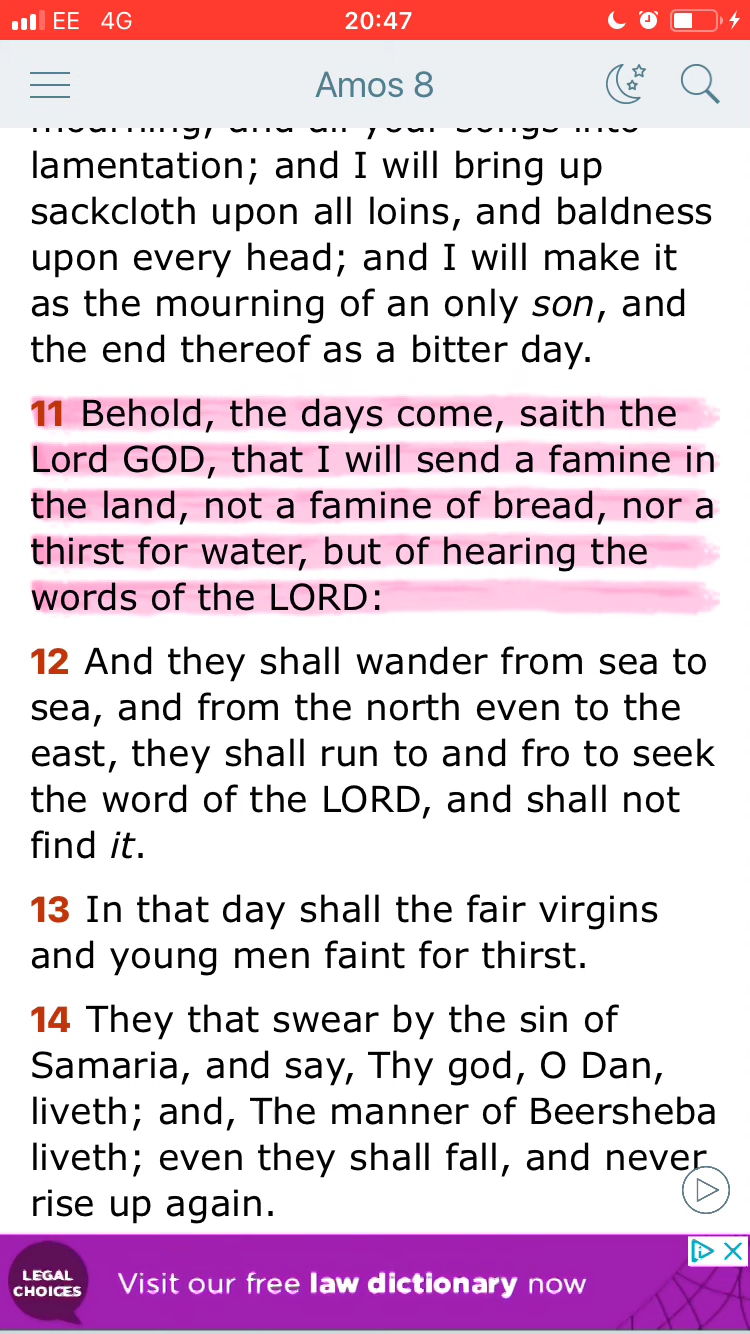 EE 4G 20:47
Amos 8
mourning, and all your songs into
lamentation; and I will bring up
sackcloth upon all loins, and baldness
upon every head; and I will make it
as the mourning of an only son, and
the end thereof as a bitter day.
11 Behold, the days come, saith the
Lord GOD, that I will send a famine in
the land, not a famine of bread, nor a
thirst for water, but of hearing the
words of the LORD:
12 And they shall wander from sea to
sea, and from the north even to the
east, they shall run to and fro to seek
the word of the LORD, and shall not
find it.
13 In that day shall the fair virgins
and young men faint for thirst.
14 They that swear by the sin of
Samaria, and say, Thy god, O Dan,
liveth; and, The manner of Beersheba
liveth; even they shall fall, and never
rise up again.
LEGAL
CHOICES
Visit our free law dictionary now